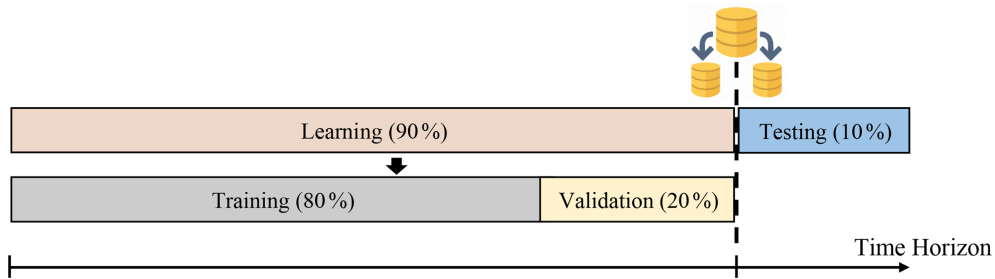 Learning (90%)
Testing (10%)
Training (80%)
Validation (20%)
Time Horizon